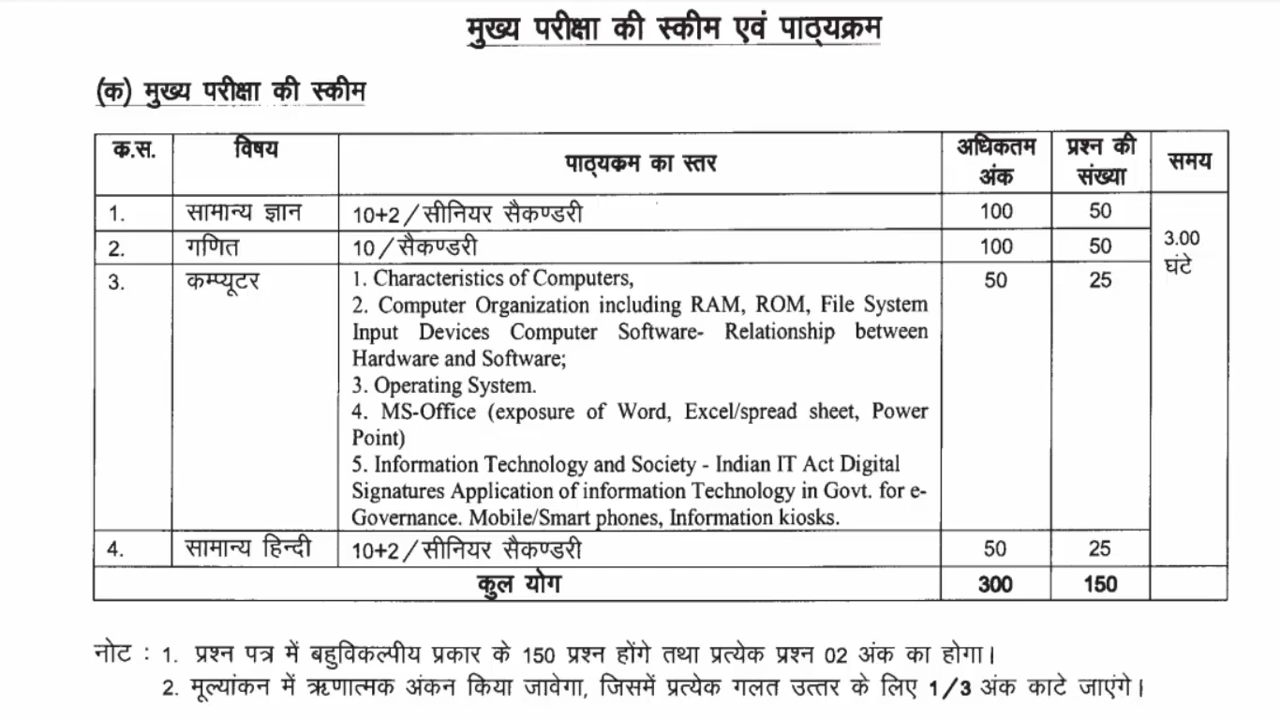 मुख्य परीक्षा की स्कीम एवं पाठ्यक्रम
(क) मुख्य परीक्षा की स्कीम
क.स. विषय पाठ्यकम का स्तर अधिकतम अंक प्रश्न की संख्या समय
1. सामान्य ज्ञान 10+2/सीनियर सैकण्डरी 100 50 3.00 घंटे
2. गणित 10/सैकण्डरी 100 50
3. कम्प्यूटर 1. Characteristics of Computers, 50 25
2. Computer Organization including RAM, ROM, File System
Input Devices Computer Software- Relationship between
Hardware and Software;
3. Operating System.
4. MS-Office (exposure of Word, Excel/spread sheet, Power
Point)
5. Information Technology and Society - Indian IT Act Digital
Signatures Application of information Technology in Govt. for e-
Governance. Mobile/Smart phones, Information kiosks.
4. सामान्य हिन्दी 10+2/सीनियर सैकण्डरी 50 25
कुल योग 300 150
नोट : 1. प्रश्न पत्र में बहुविकल्पीय प्रकार के 150 प्रश्न होंगे तथा प्रत्येक प्रश्न 02 अंक का होगा।
2. मूल्यांकन में ऋणात्मक अंकन किया जावेगा, जिसमें प्रत्येक गलत उत्तर के लिए 1/3 अंक काटे जाएंगे।